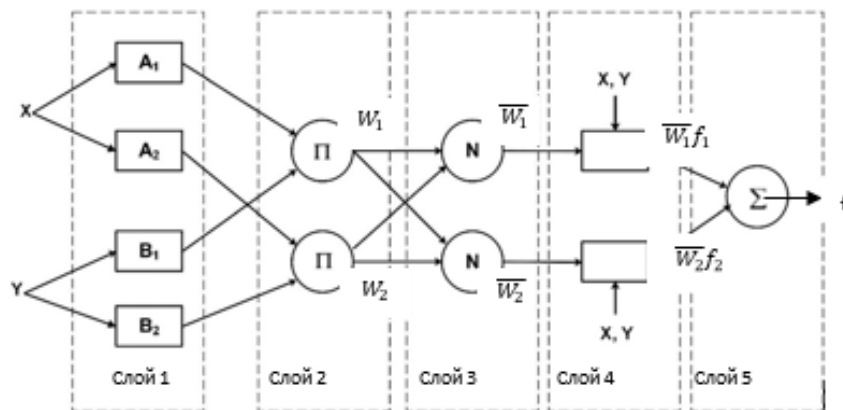 A₁
X, Y
W₁
W̅₁
X
W̅₁f₁
Π
N
A₂
Σ
f
B₁
Y
Π
N
W̅₂f₂
W₂
W̅₂
B₂
X, Y
Слой 1
Слой 2
Слой 3
Слой 4
Слой 5